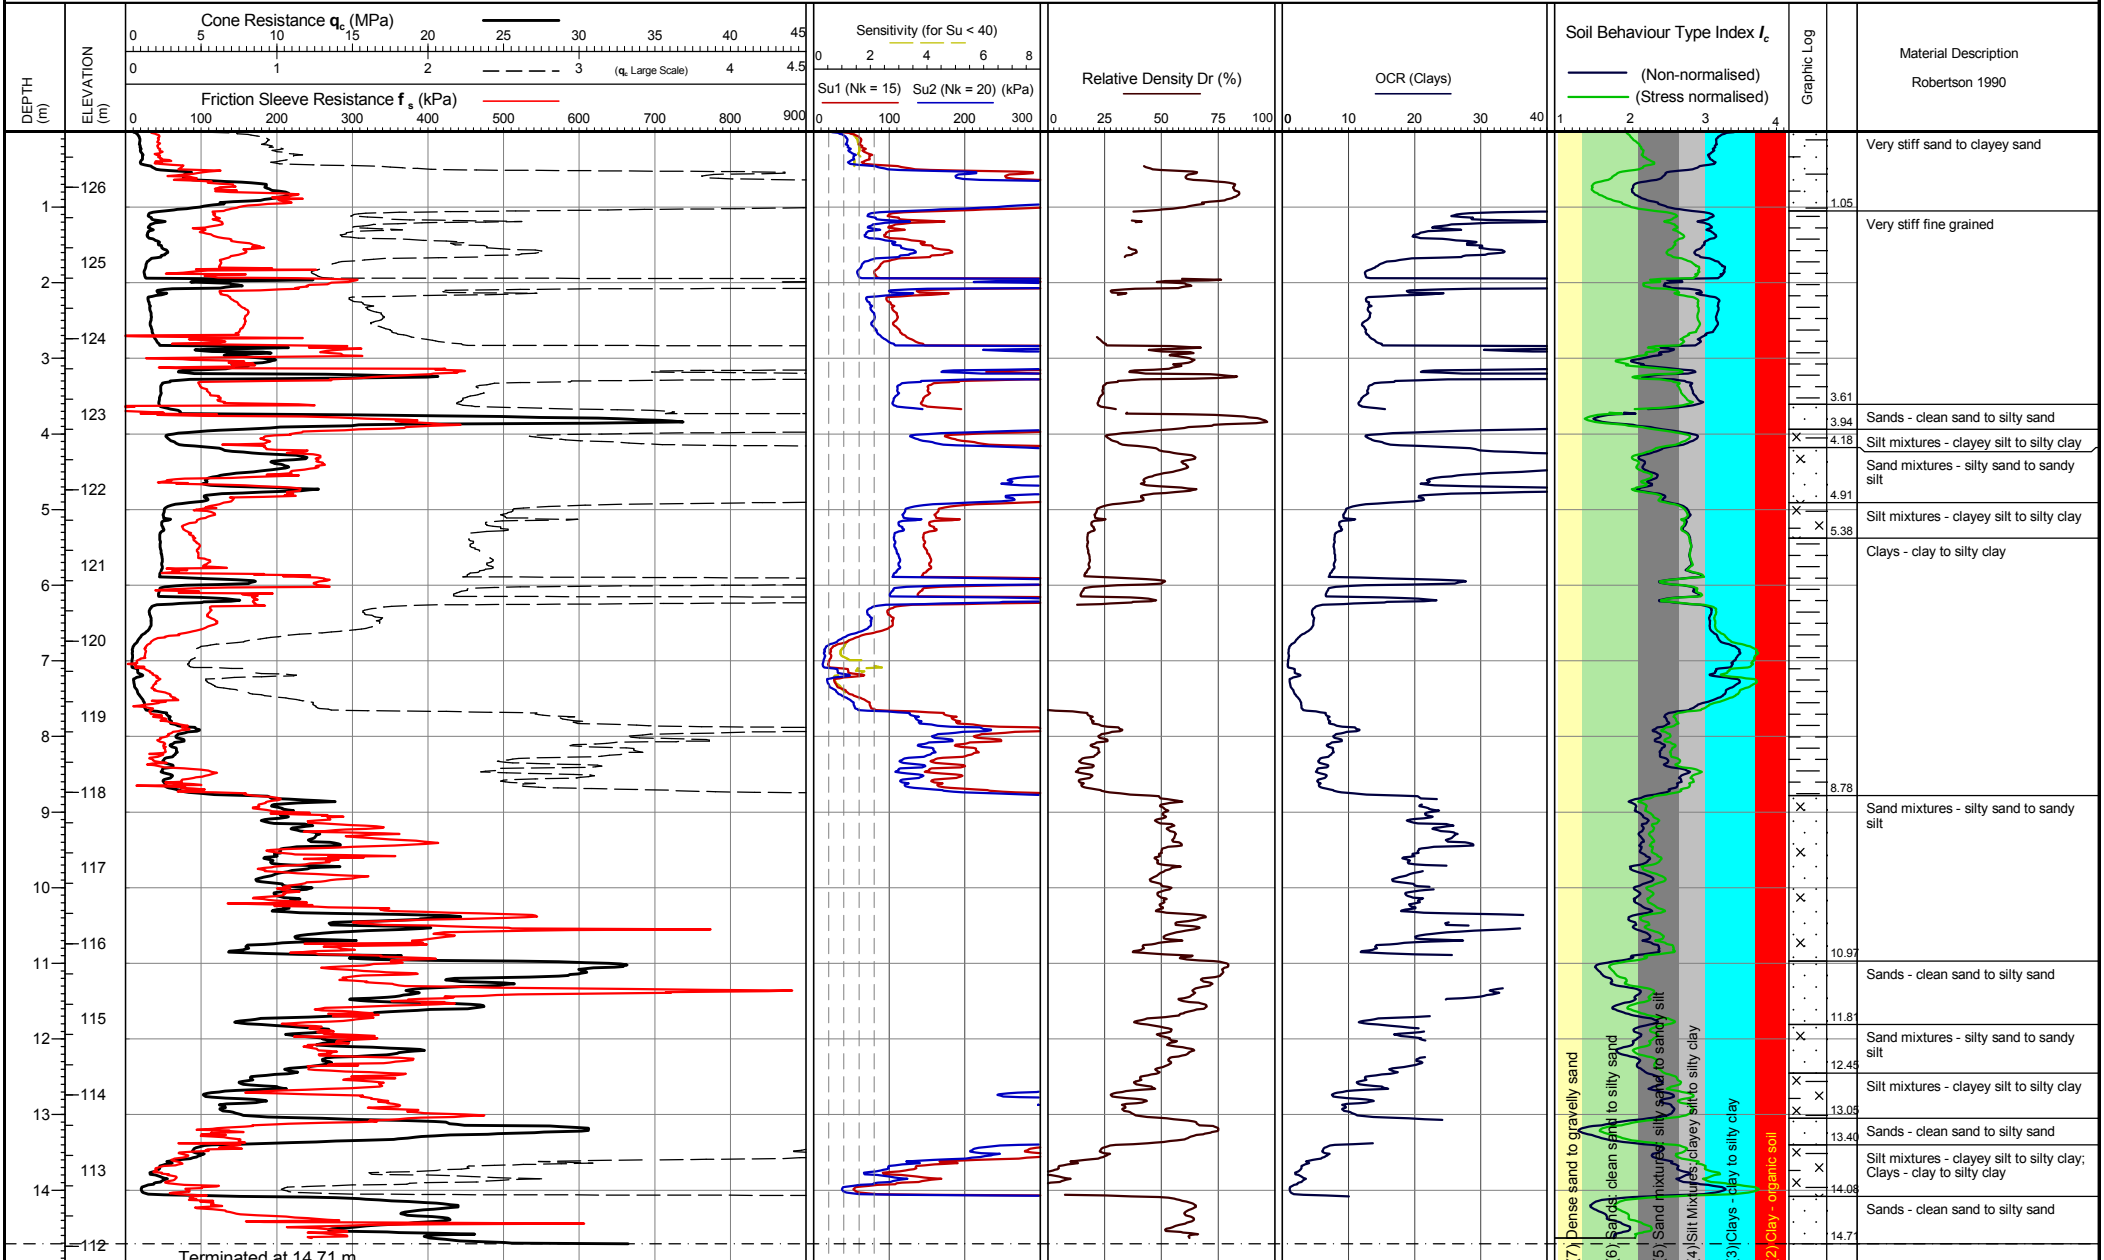 Cone Resistance qc (MPa)
0 5 10 15 20 25 30 35 40 45
0 1 2 3 (qc Large Scale) 4 4.5
Friction Sleeve Resistance f s (kPa)
0 100 200 300 400 500 600 700 800 900
DEPTH (m)
ELEVATION (m)
Sensitivity (for Su < 40)
0 2 4 6 8
Su1 (Nk = 15) Su2 (Nk = 20) (kPa)
0 100 200 300
Relative Density Dr (%)
0 25 50 75 100
OCR (Clays)
0 10 20 30 40
Soil Behaviour Type Index Ic
(Non-normalised)
(Stress normalised)
1 2 3 4
Graphic Log
Material Description
Robertson 1990
1
2
3
4
5
6
7
8
9
10
11
12
13
14
126
125
124
123
122
121
120
119
118
117
116
115
114
113
112
Very stiff sand to clayey sand
1.05
Very stiff fine grained
3.61
Sands - clean sand to silty sand
3.94
Silt mixtures - clayey silt to silty clay
4.18
Sand mixtures - silty sand to sandy
silt
4.91
Silt mixtures - clayey silt to silty clay
5.38
Clays - clay to silty clay
8.78
Sand mixtures - silty sand to sandy
silt
10.97
Sands - clean sand to silty sand
11.81
Sand mixtures - silty sand to sandy
silt
12.45
Silt mixtures - clayey silt to silty clay
13.05
Sands - clean sand to silty sand
13.40
Silt mixtures - clayey silt to silty clay;
Clays - clay to silty clay
14.08
Sands - clean sand to silty sand
14.71
(7) Dense sand to gravelly sand
(6) Sands: clean sand to silty sand
(5) Sand mixtures: silty sand to sandy silt
(4) Silt Mixtures: clayey silt to silty clay
(3) Clays - clay to silty clay
(2) Clay - organic soil
Terminated at 14.71 m